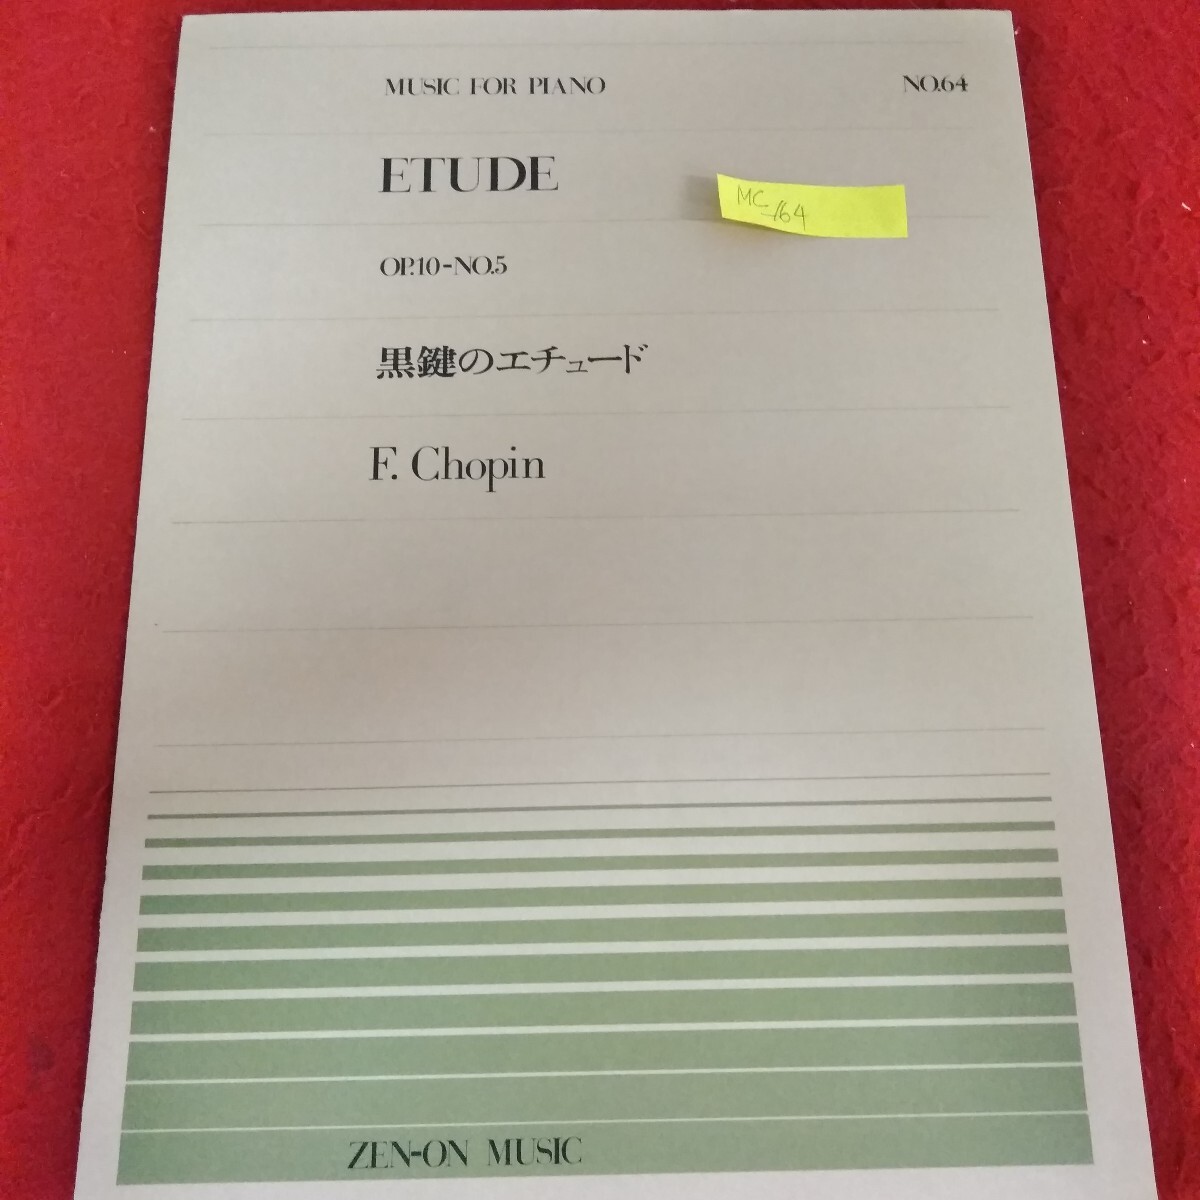 MUSIC FOR PIANO
NO.64
ETUDE
MC
-164
OP.10-NO.5
黒鍵のエチュード
F. Chopin
ZEN-ON MUSIC